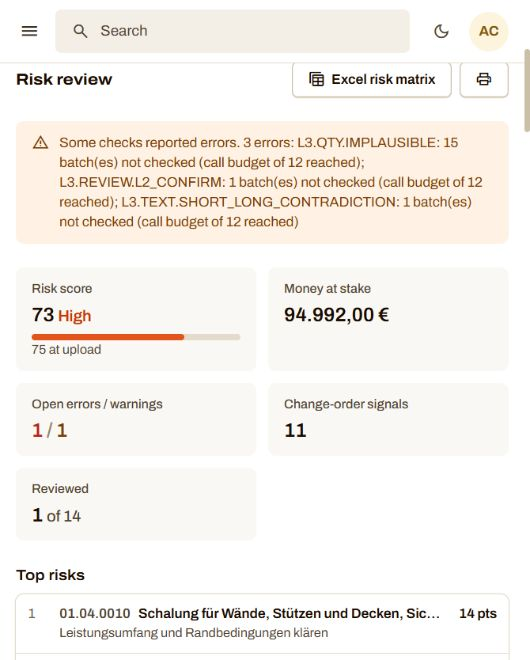 Search
AC
Risk review
Excel risk matrix
Some checks reported errors. 3 errors: L3.QTY.IMPLAUSIBLE: 15
batch(es) not checked (call budget of 12 reached);
L3.REVIEW.L2_CONFIRM: 1 batch(es) not checked (call budget of 12
reached); L3.TEXT.SHORT_LONG_CONTRADICTION: 1 batch(es)
not checked (call budget of 12 reached)
Risk score
73 High
75 at upload
Money at stake
94.992,00 €
Open errors / warnings
1 / 1
Change-order signals
11
Reviewed
1 of 14
Top risks
1 01.04.0010 Schalung für Wände, Stützen und Decken, Sic... 14 pts
Leistungsumfang und Randbedingungen klären